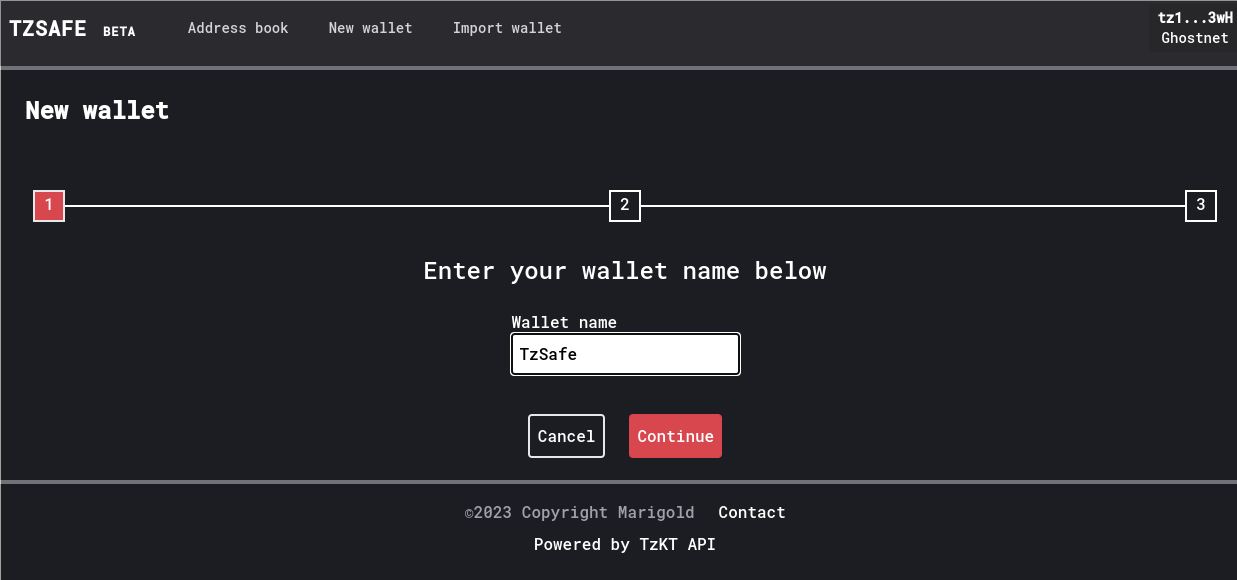 TZSAFE BETA Address book New wallet Import wallet tz1...3wH
Ghostnet
New wallet
1 2 3
Enter your wallet name below
Wallet name
TzSafe
Cancel Continue
©2023 Copyright Marigold Contact
Powered by TzKT API